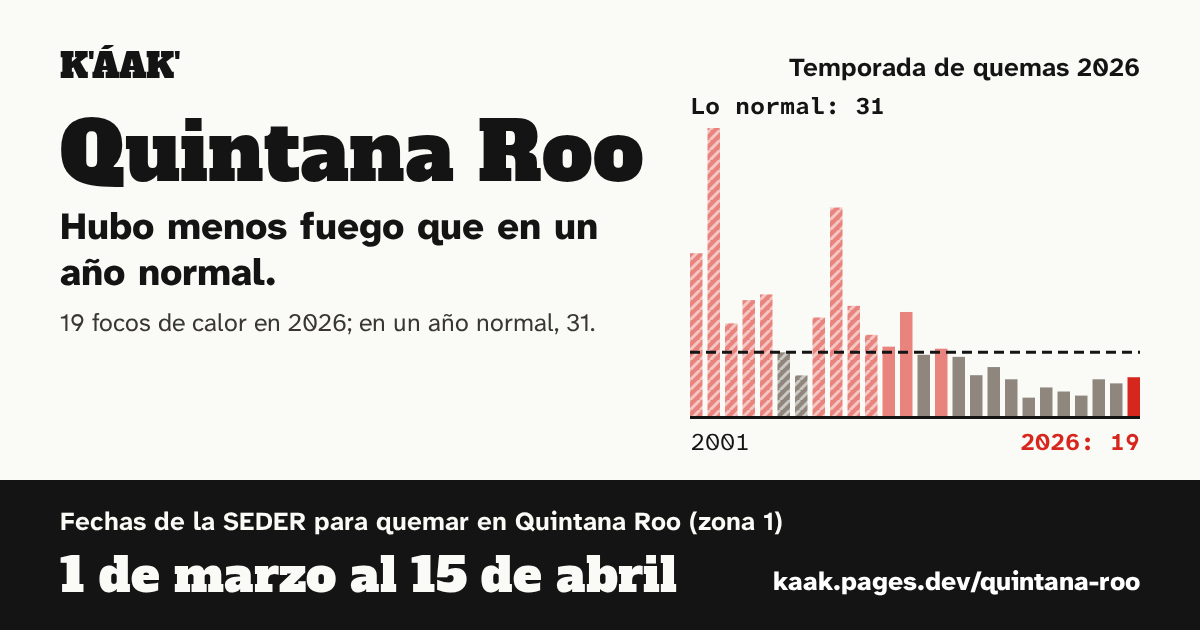 K'ÁAK'
Temporada de quemas 2026
Lo normal: 31
Quintana Roo
Hubo menos fuego que en un
año normal.
19 focos de calor en 2026; en un año normal, 31.
2001
2026: 19
Fechas de la SEDER para quemar en Quintana Roo (zona 1)
1 de marzo al 15 de abril
kaak.pages.dev/quintana-roo